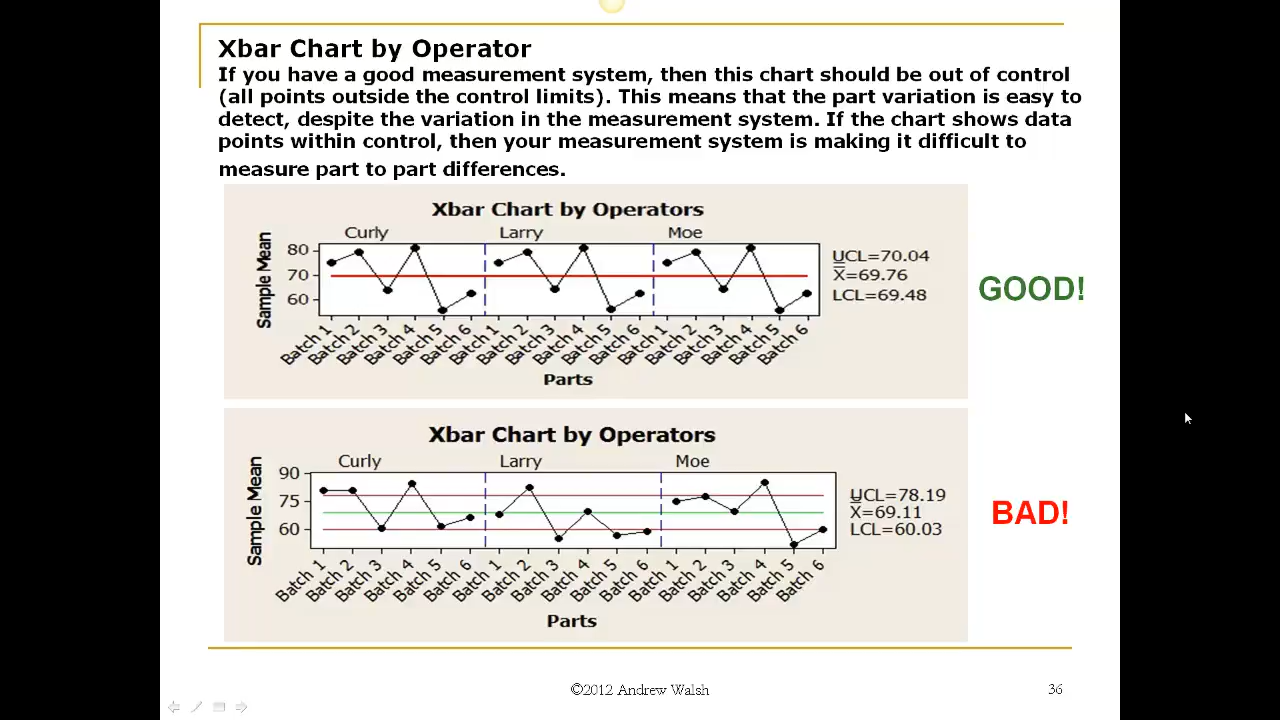 Xbar Chart by Operator
If you have a good measurement system, then this chart should be out of control
(all points outside the control limits). This means that the part variation is easy to
detect, despite the variation in the measurement system. If the chart shows data
points within control, then your measurement system is making it difficult to
measure part to part differences.
Xbar Chart by Operators
Curly Larry Moe
Sample Mean
80
70
60
UCL=70.04
X=69.76
LCL=69.48
GOOD!
Batch 1 Batch 2 Batch 3 Batch 4 Batch 5 Batch 6 Batch 1 Batch 2 Batch 3 Batch 4 Batch 5 Batch 6 Batch 1 Batch 2 Batch 3 Batch 4 Batch 5 Batch 6
Parts
Xbar Chart by Operators
Curly Larry Moe
Sample Mean
90
75
60
UCL=78.19
X=69.11
LCL=60.03
BAD!
Batch 1 Batch 2 Batch 3 Batch 4 Batch 5 Batch 6 Batch 1 Batch 2 Batch 3 Batch 4 Batch 5 Batch 6 Batch 1 Batch 2 Batch 3 Batch 4 Batch 5 Batch 6
Parts
©2012 Andrew Walsh
36